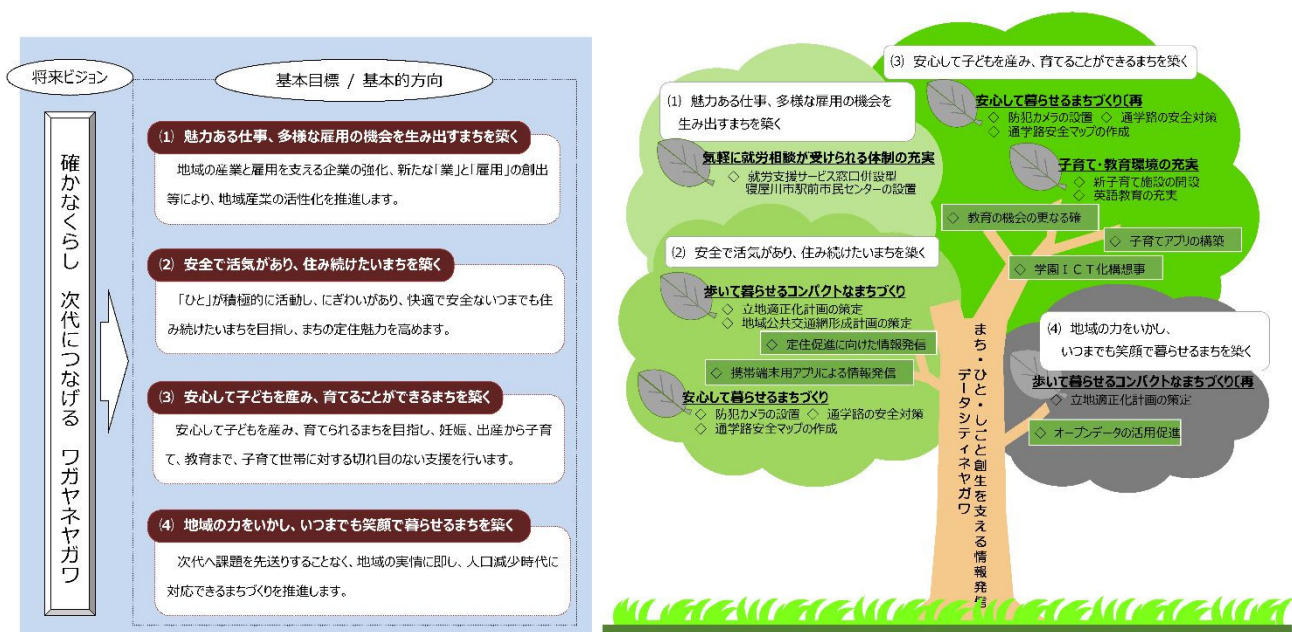 将来ビジョン
基本目標 / 基本的方向
確かなくらし 次代につなげる ワガヤネヤガワ
(1) 魅力ある仕事、多様な雇用の機会を生み出すまちを築く
地域の産業と雇用を支える企業の強化、新たな「業」と「雇用」の創出
等により、地域産業の活性化を推進します。
(2) 安全で活気があり、住み続けたいまちを築く
「ひと」が積極的に活動し、にぎわいがあり、快適で安全ないつまでも住
み続けたいまちを目指し、まちの定住魅力を高めます。
(3) 安心して子どもを産み、育てることができるまちを築く
安心して子どもを産み、育てられるまちを目指し、妊娠、出産から子育
て、教育まで、子育て世帯に対する切れ目のない支援を行います。
(4) 地域の力をいかし、いつまでも笑顔で暮らせるまちを築く
次代へ課題を先送りすることなく、地域の実情に即し、人口減少時代に
対応できるまちづくりを推進します。
(1) 魅力ある仕事、多様な雇用の機会を
生み出すまちを築く
気軽に就労相談が受けられる体制の充実
◇ 就労支援サービス窓口併設型
寝屋川市駅前市民センターの設置
(2) 安全で活気があり、住み続けたいまちを築く
歩いて暮らせるコンパクトなまちづくり
◇ 立地適正化計画の策定
◇ 地域公共交通網形成計画の策定
◇ 定住促進に向けた情報発信
◇ 携帯端末用アプリによる情報発信
安心して暮らせるまちづくり
◇ 防犯カメラの設置 ◇ 通学路の安全対策
◇ 通学路安全マップの作成
(3) 安心して子どもを産み、育てることができるまちを築く
安心して暮らせるまちづくり(再
◇ 防犯カメラの設置 ◇ 通学路の安全対策
◇ 通学路安全マップの作成
子育て・教育環境の充実
◇ 新子育て施設の開設
◇ 英語教育の充実
◇ 教育の機会の更なる確
◇ 子育てアプリの構築
◇ 学園ICT化構想事
(4) 地域の力をいかし、
いつまでも笑顔で暮らせるまちを築く
歩いて暮らせるコンパクトなまちづくり(再
◇ 立地適正化計画の策定
◇ オープンデータの活用促進
まち・ひと・しごと創生を支える情報発信
データシティネヤガワ